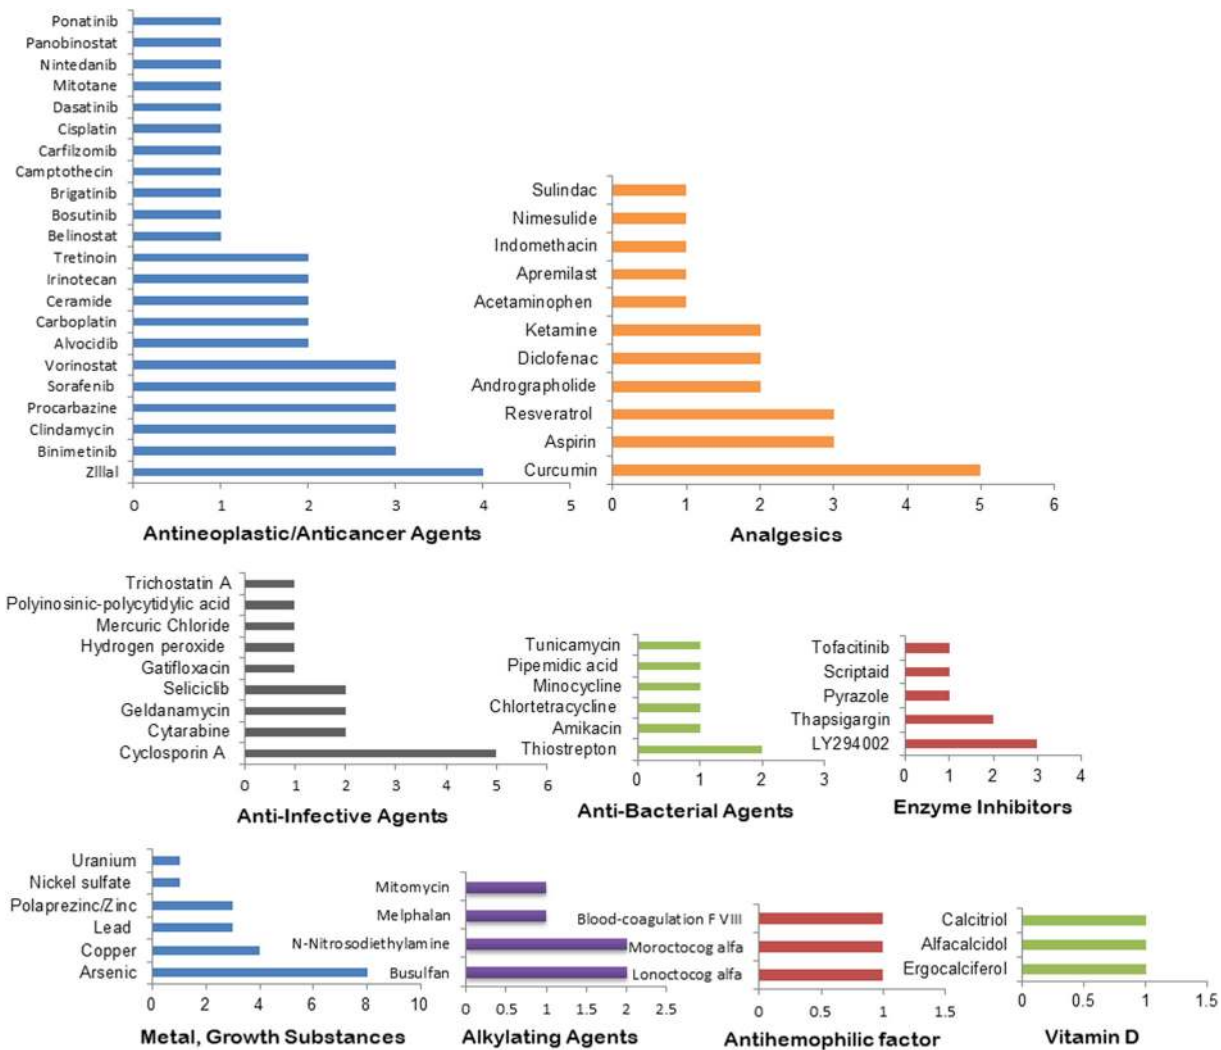 Ponatinib
Panobinostat
Nintedanib
Mitotane
Dasatinib
Cisplatin
Carfilzomib
Camptothecin
Brigatinib
Bosutinib
Belinostat
Tretinoin
Irinotecan
Ceramide
Carboplatin
Alvocidib
Vorinostat
Sorafenib
Procarbazine
Clindamycin
Binimetinib
ZIllal
0 1 2 3 4 5
Antineoplastic/Anticancer Agents
Sulindac
Nimesulide
Indomethacin
Apremilast
Acetaminophen
Ketamine
Diclofenac
Andrographolide
Resveratrol
Aspirin
Curcumin
0 1 2 3 4 5 6
Analgesics
Trichostatin A
Polyinosinic-polycytidylic acid
Mercuric Chloride
Hydrogen peroxide
Gatifloxacin
Seliciclib
Geldanamycin
Cytarabine
Cyclosporin A
0 1 2 3 4 5 6
Anti-Infective Agents
Tunicamycin
Pipemidic acid
Minocycline
Chlortetracycline
Amikacin
Thiostrepton
0 1 2 3
Anti-Bacterial Agents
Tofacitinib
Scriptaid
Pyrazole
Thapsigargin
LY294002
0 1 2 3 4
Enzyme Inhibitors
Uranium
Nickel sulfate
Polaprezinc/Zinc
Lead
Copper
Arsenic
0 2 4 6 8 10
Metal, Growth Substances
Mitomycin
Melphalan
N-Nitrosodiethylamine
Busulfan
0 0.5 1 1.5 2 2.5
Alkylating Agents
Blood-coagulation F VIII
Moroctocog alfa
Lonoctocog alfa
0 0.5 1 1.5
Antihemophilic factor
Calcitriol
Alfacalcidol
Ergocalciferol
0 0.5 1 1.5
Vitamin D